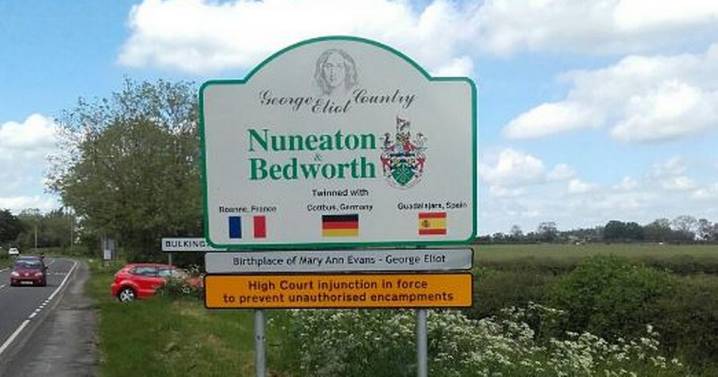 George Eliot Country
Nuneaton
&
Bedworth
Twinned with
Roanne, France Cottbus, Germany Guadalajara, Spain
BULKINGT
Birthplace of Mary Ann Evans - George Eliot
High Court injunction in force
to prevent unauthorised encampments